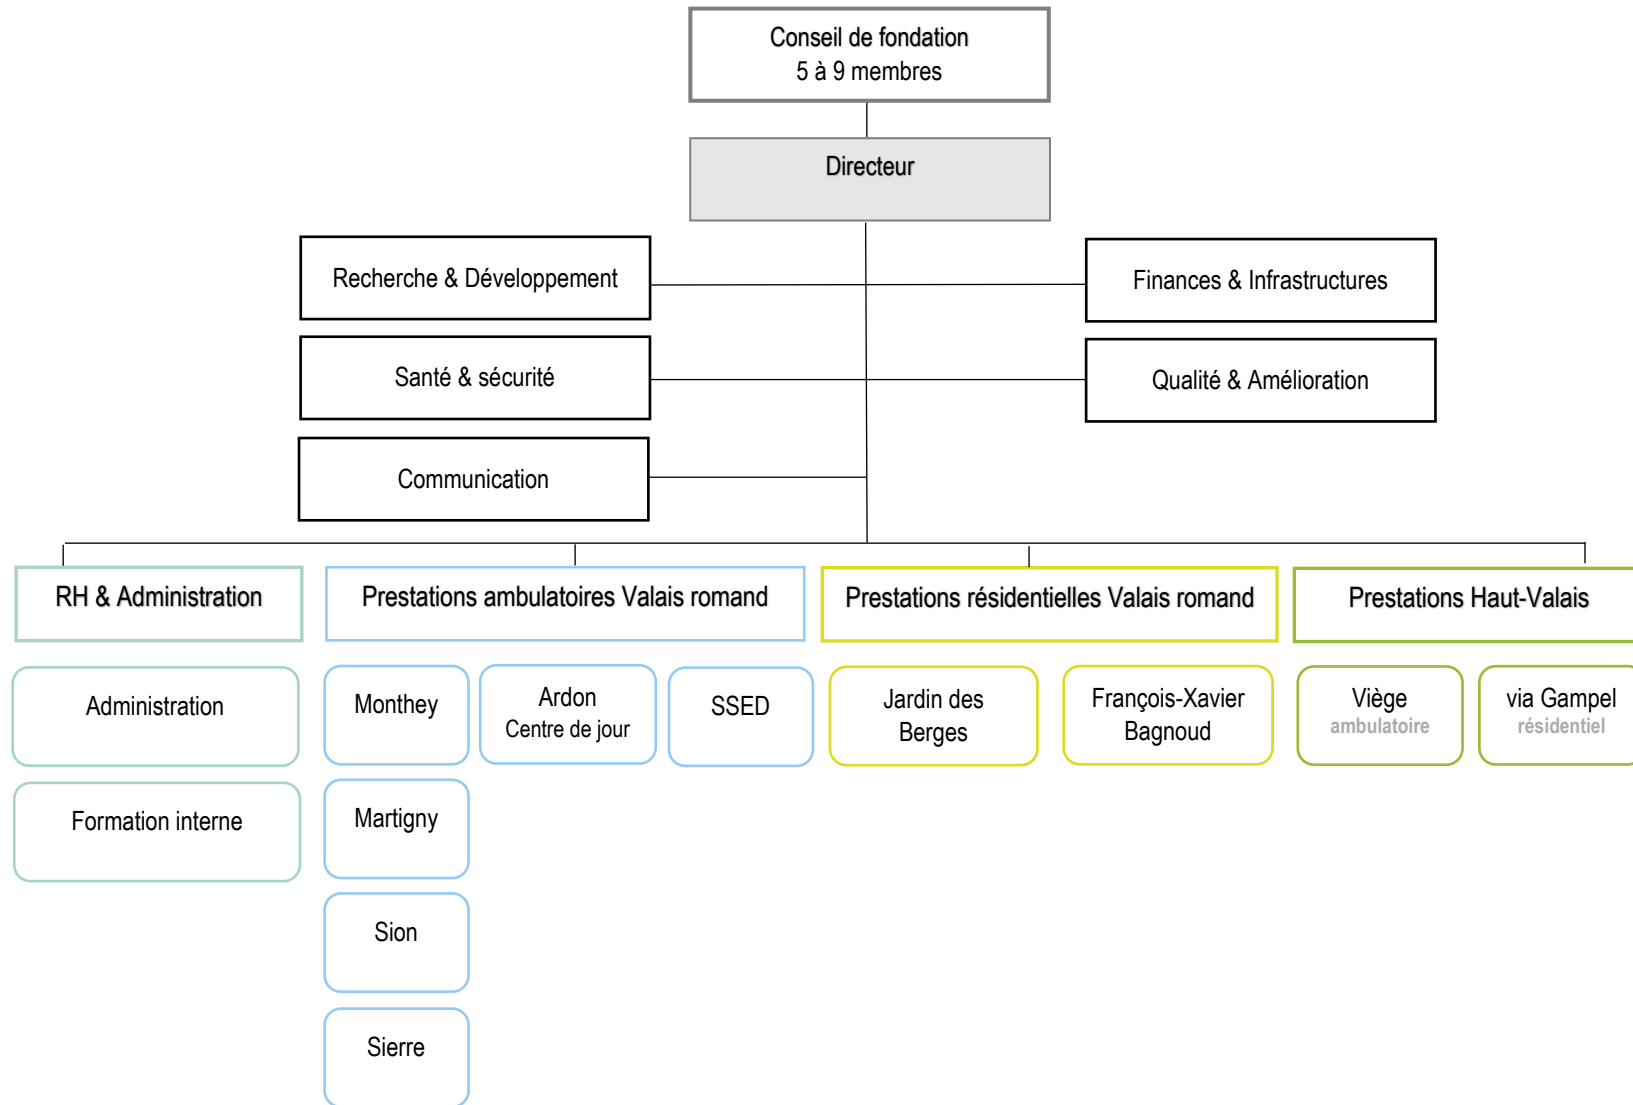 Conseil de fondation
5 à 9 membres
Directeur
Recherche & Développement
Finances & Infrastructures
Santé & sécurité
Qualité & Amélioration
Communication
RH & Administration
Prestations ambulatoires Valais romand
Prestations résidentielles Valais romand
Prestations Haut-Valais
Administration
Monthey
Ardon
Centre de jour
SSED
Jardin des
Berges
François-Xavier
Bagnoud
Viège
ambulatoire
via Gampel
résidentiel
Formation interne
Martigny
Sion
Sierre